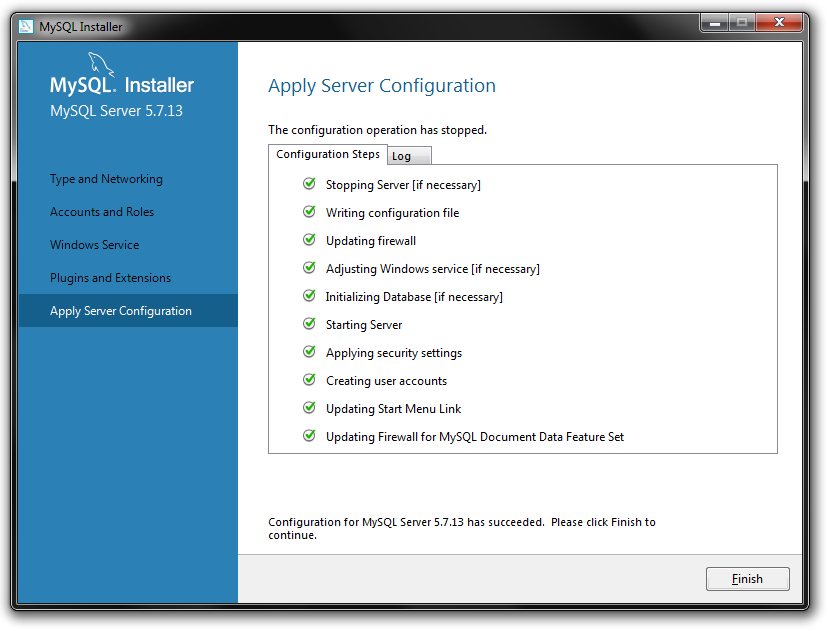 MySQL Installer
MySQL. Installer
MySQL Server 5.7.13
Type and Networking
Accounts and Roles
Windows Service
Plugins and Extensions
Apply Server Configuration
Apply Server Configuration
The configuration operation has stopped.
Configuration Steps
Log
Stopping Server [if necessary]
Writing configuration file
Updating firewall
Adjusting Windows service [if necessary]
Initializing Database [if necessary]
Starting Server
Applying security settings
Creating user accounts
Updating Start Menu Link
Updating Firewall for MySQL Document Data Feature Set
Configuration for MySQL Server 5.7.13 has succeeded. Please click Finish to
continue.
Finish